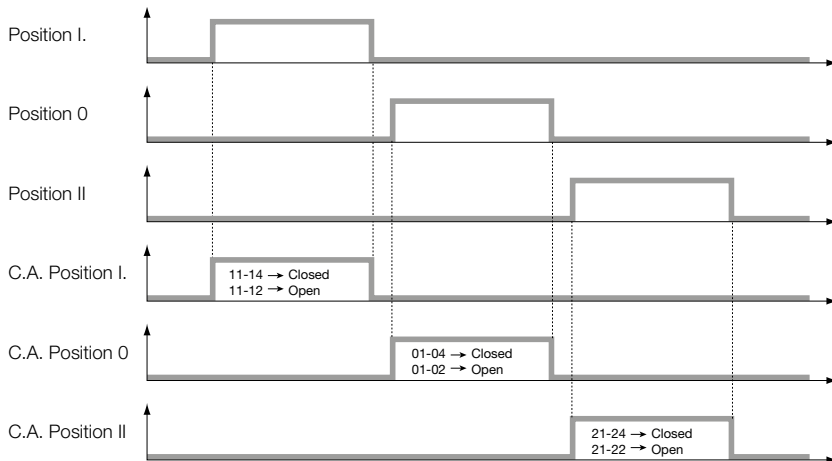 Position I.
Position 0
Position II
C.A. Position I.
11-14 → Closed
11-12 → Open
C.A. Position 0
01-04 → Closed
01-02 → Open
C.A. Position II
21-24 → Closed
21-22 → Open